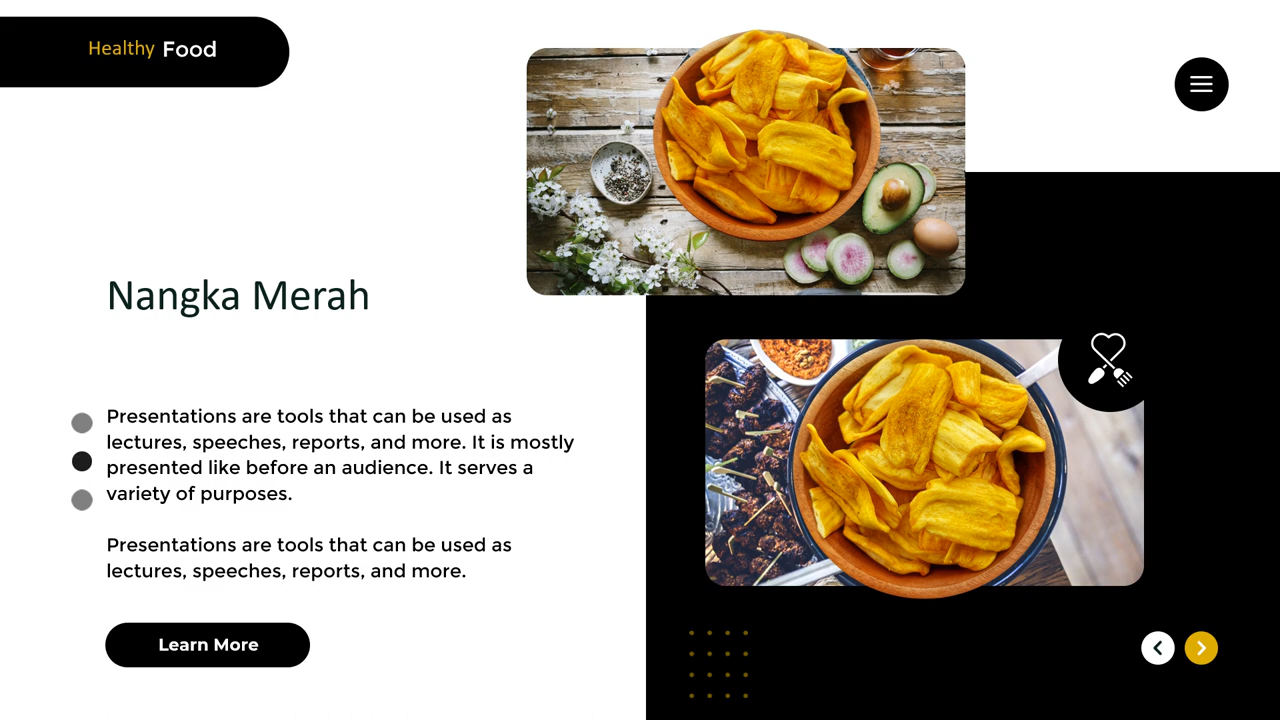 Healthy Food
Nangka Merah
Presentations are tools that can be used as
lectures, speeches, reports, and more. It is mostly
presented like before an audience. It serves a
variety of purposes.
Presentations are tools that can be used as
lectures, speeches, reports, and more.
Learn More